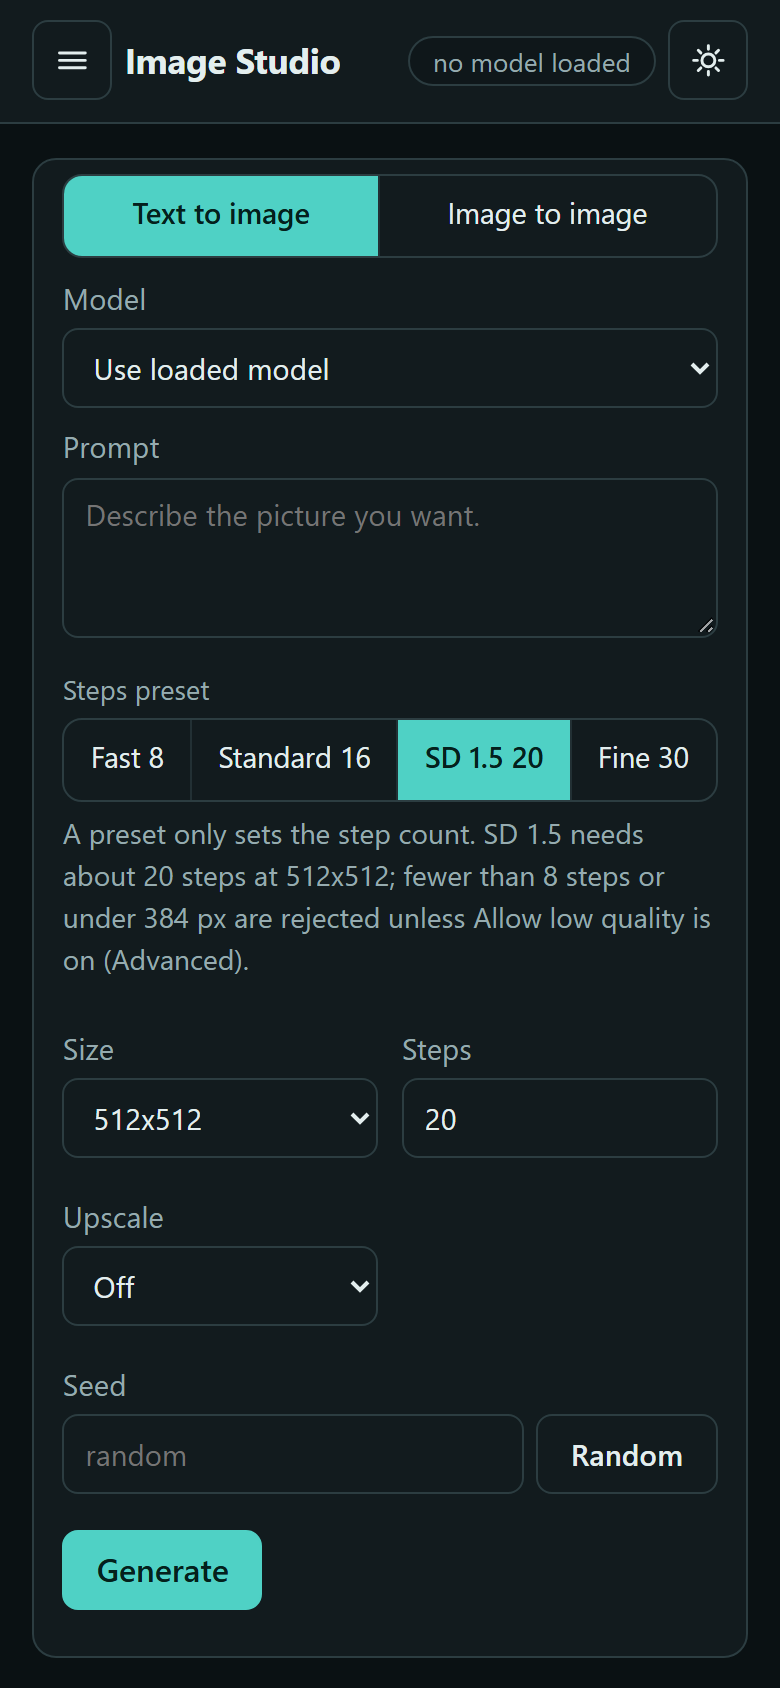 Image Studio
no model loaded
Text to image
Image to image
Model
Use loaded model
Prompt
Describe the picture you want.
Steps preset
Fast 8
Standard 16
SD 1.5 20
Fine 30
A preset only sets the step count. SD 1.5 needs
about 20 steps at 512x512; fewer than 8 steps or
under 384 px are rejected unless Allow low quality is
on (Advanced).
Size
Steps
512x512
20
Upscale
Off
Seed
random
Random
Generate